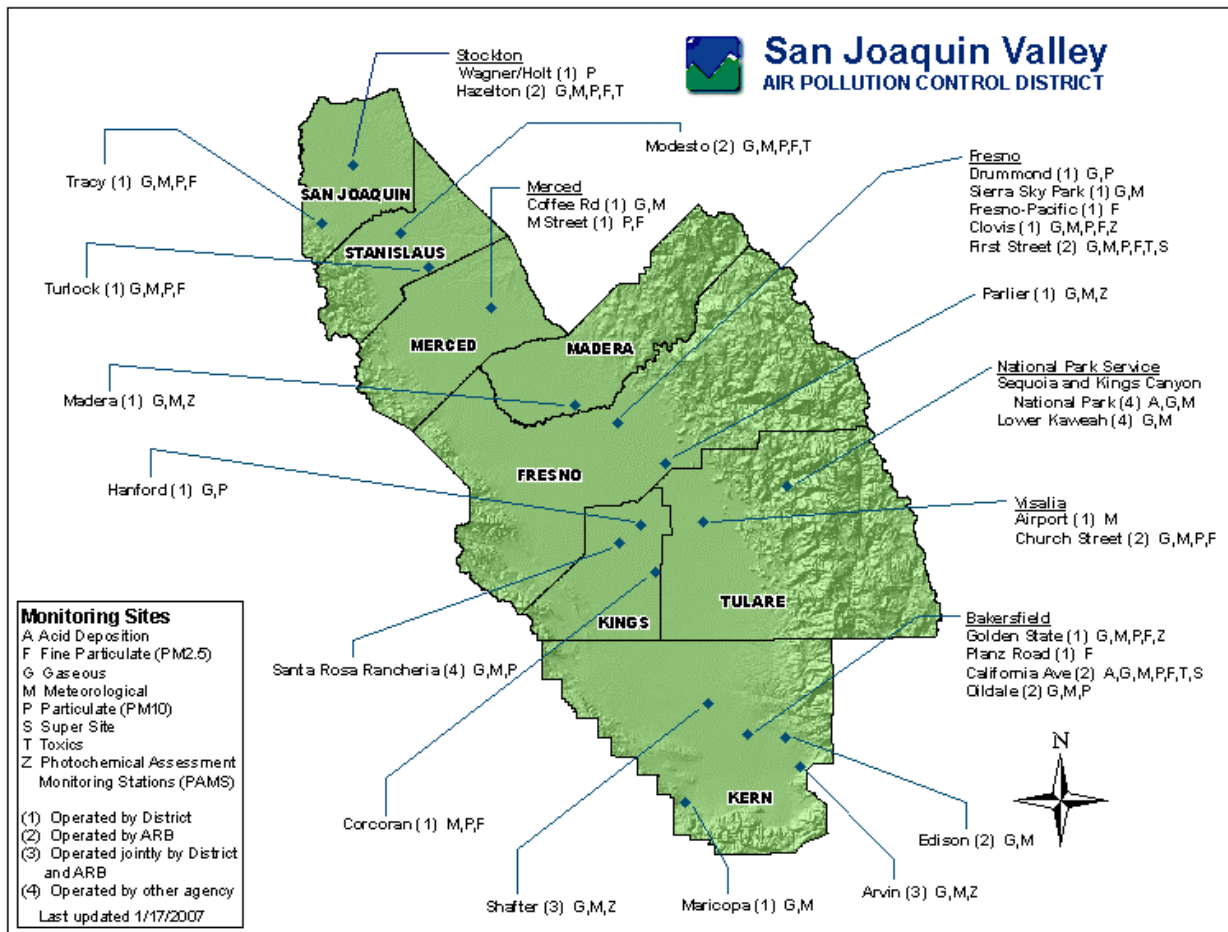 San Joaquin Valley
AIR POLLUTION CONTROL DISTRICT
Stockton
Wagner/Holt (1) P
Hazelton (2) G,M,P,F,T
Modesto (2) G,M,P,F,T
Tracy (1) G,M,P,F
Merced
Coffee Rd (1) G,M
M Street (1) P,F
Fresno
Drummond (1) G,P
Sierra Sky Park (1) G,M
Fresno-Pacific (1) F
Clovis (1) G,M,P,F,Z
First Street (2) G,M,P,F,T,S
SAN JOAQUIN
STANISLAUS
Turlock (1) G,M,P,F
Parlier (1) G,M,Z
MERCED
MADERA
National Park Service
Sequoia and Kings Canyon
National Park (4) A,G,M
Lower Kaweah (4) G,M
Madera (1) G,M,Z
FRESNO
Hanford (1) G,P
Visalia
Airport (1) M
Church Street (2) G,M,P,F
TULARE
KINGS
Santa Rosa Rancheria (4) G,M,P
Bakersfield
Golden State (1) G,M,P,F,Z
Planz Road (1) F
California Ave (2) A,G,M,P,F,T,S
Oildale (2) G,M,P
Monitoring Sites
A Acid Deposition
F Fine Particulate (PM2.5)
G Gaseous
M Meteorological
P Particulate (PM10)
S Super Site
T Toxics
Z Photochemical Assessment
Monitoring Stations (PAMS)
(1) Operated by District
(2) Operated by ARB
(3) Operated jointly by District
and ARB
(4) Operated by other agency
Last updated 1/17/2007
N
KERN
Corcoran (1) M,P,F
Edison (2) G,M
Arvin (3) G,M,Z
Shafter (3) G,M,Z
Maricopa (1) G,M